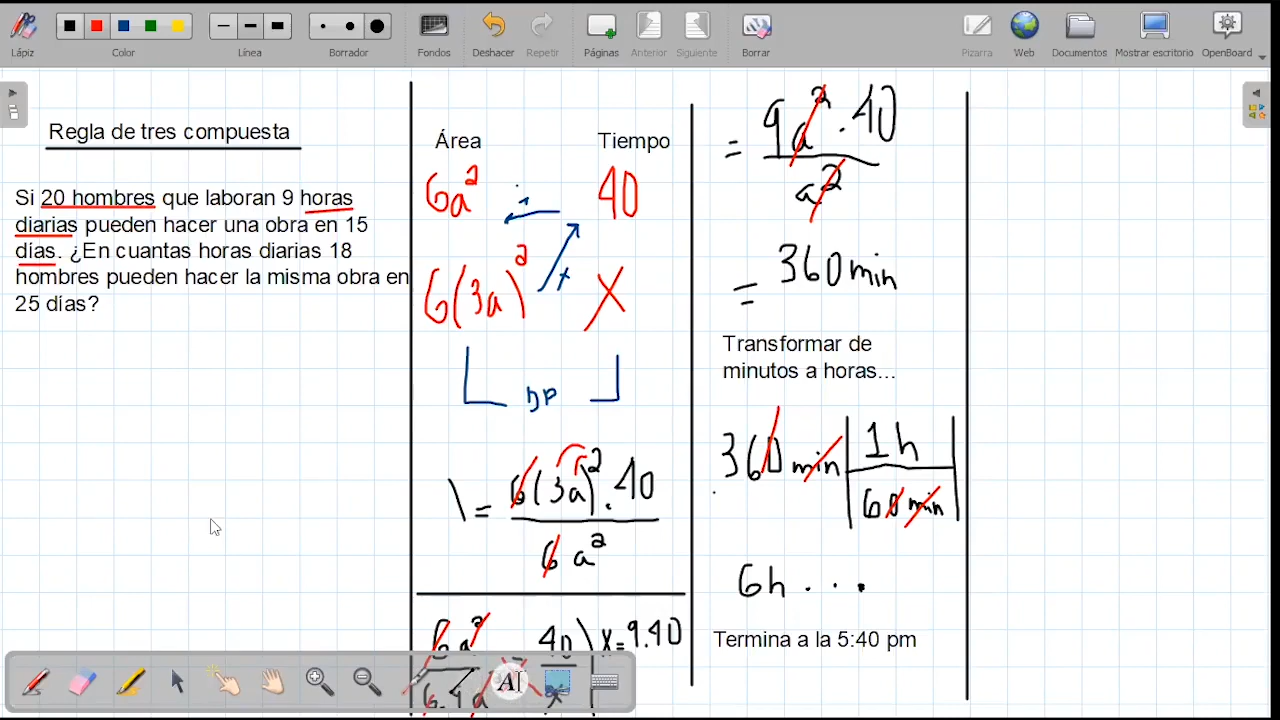 Lápiz
Color
Línea
Borrador
Fondos
Deshacer
Repetir
Páginas
Anterior
Siguiente
Borrar
Pizarra
Web
Documentos
Mostrar escritorio
OpenBoard
Regla de tres compuesta
Si 20 hombres que laboran 9 horas
diarias pueden hacer una obra en 15
días. ¿En cuantas horas diarias 18
hombres pueden hacer la misma obra en
25 días?
Área Tiempo
6a² 40
÷
6(3a)² X
+
DP
= 6(3a)² . 40
6a²
6a² = 40
X = 9.40
= 9a² . 40
a²
= 360 min
Transformar de
minutos a horas...
360 min | 1h
60 min
6h . . .
Termina a la 5:40 pm